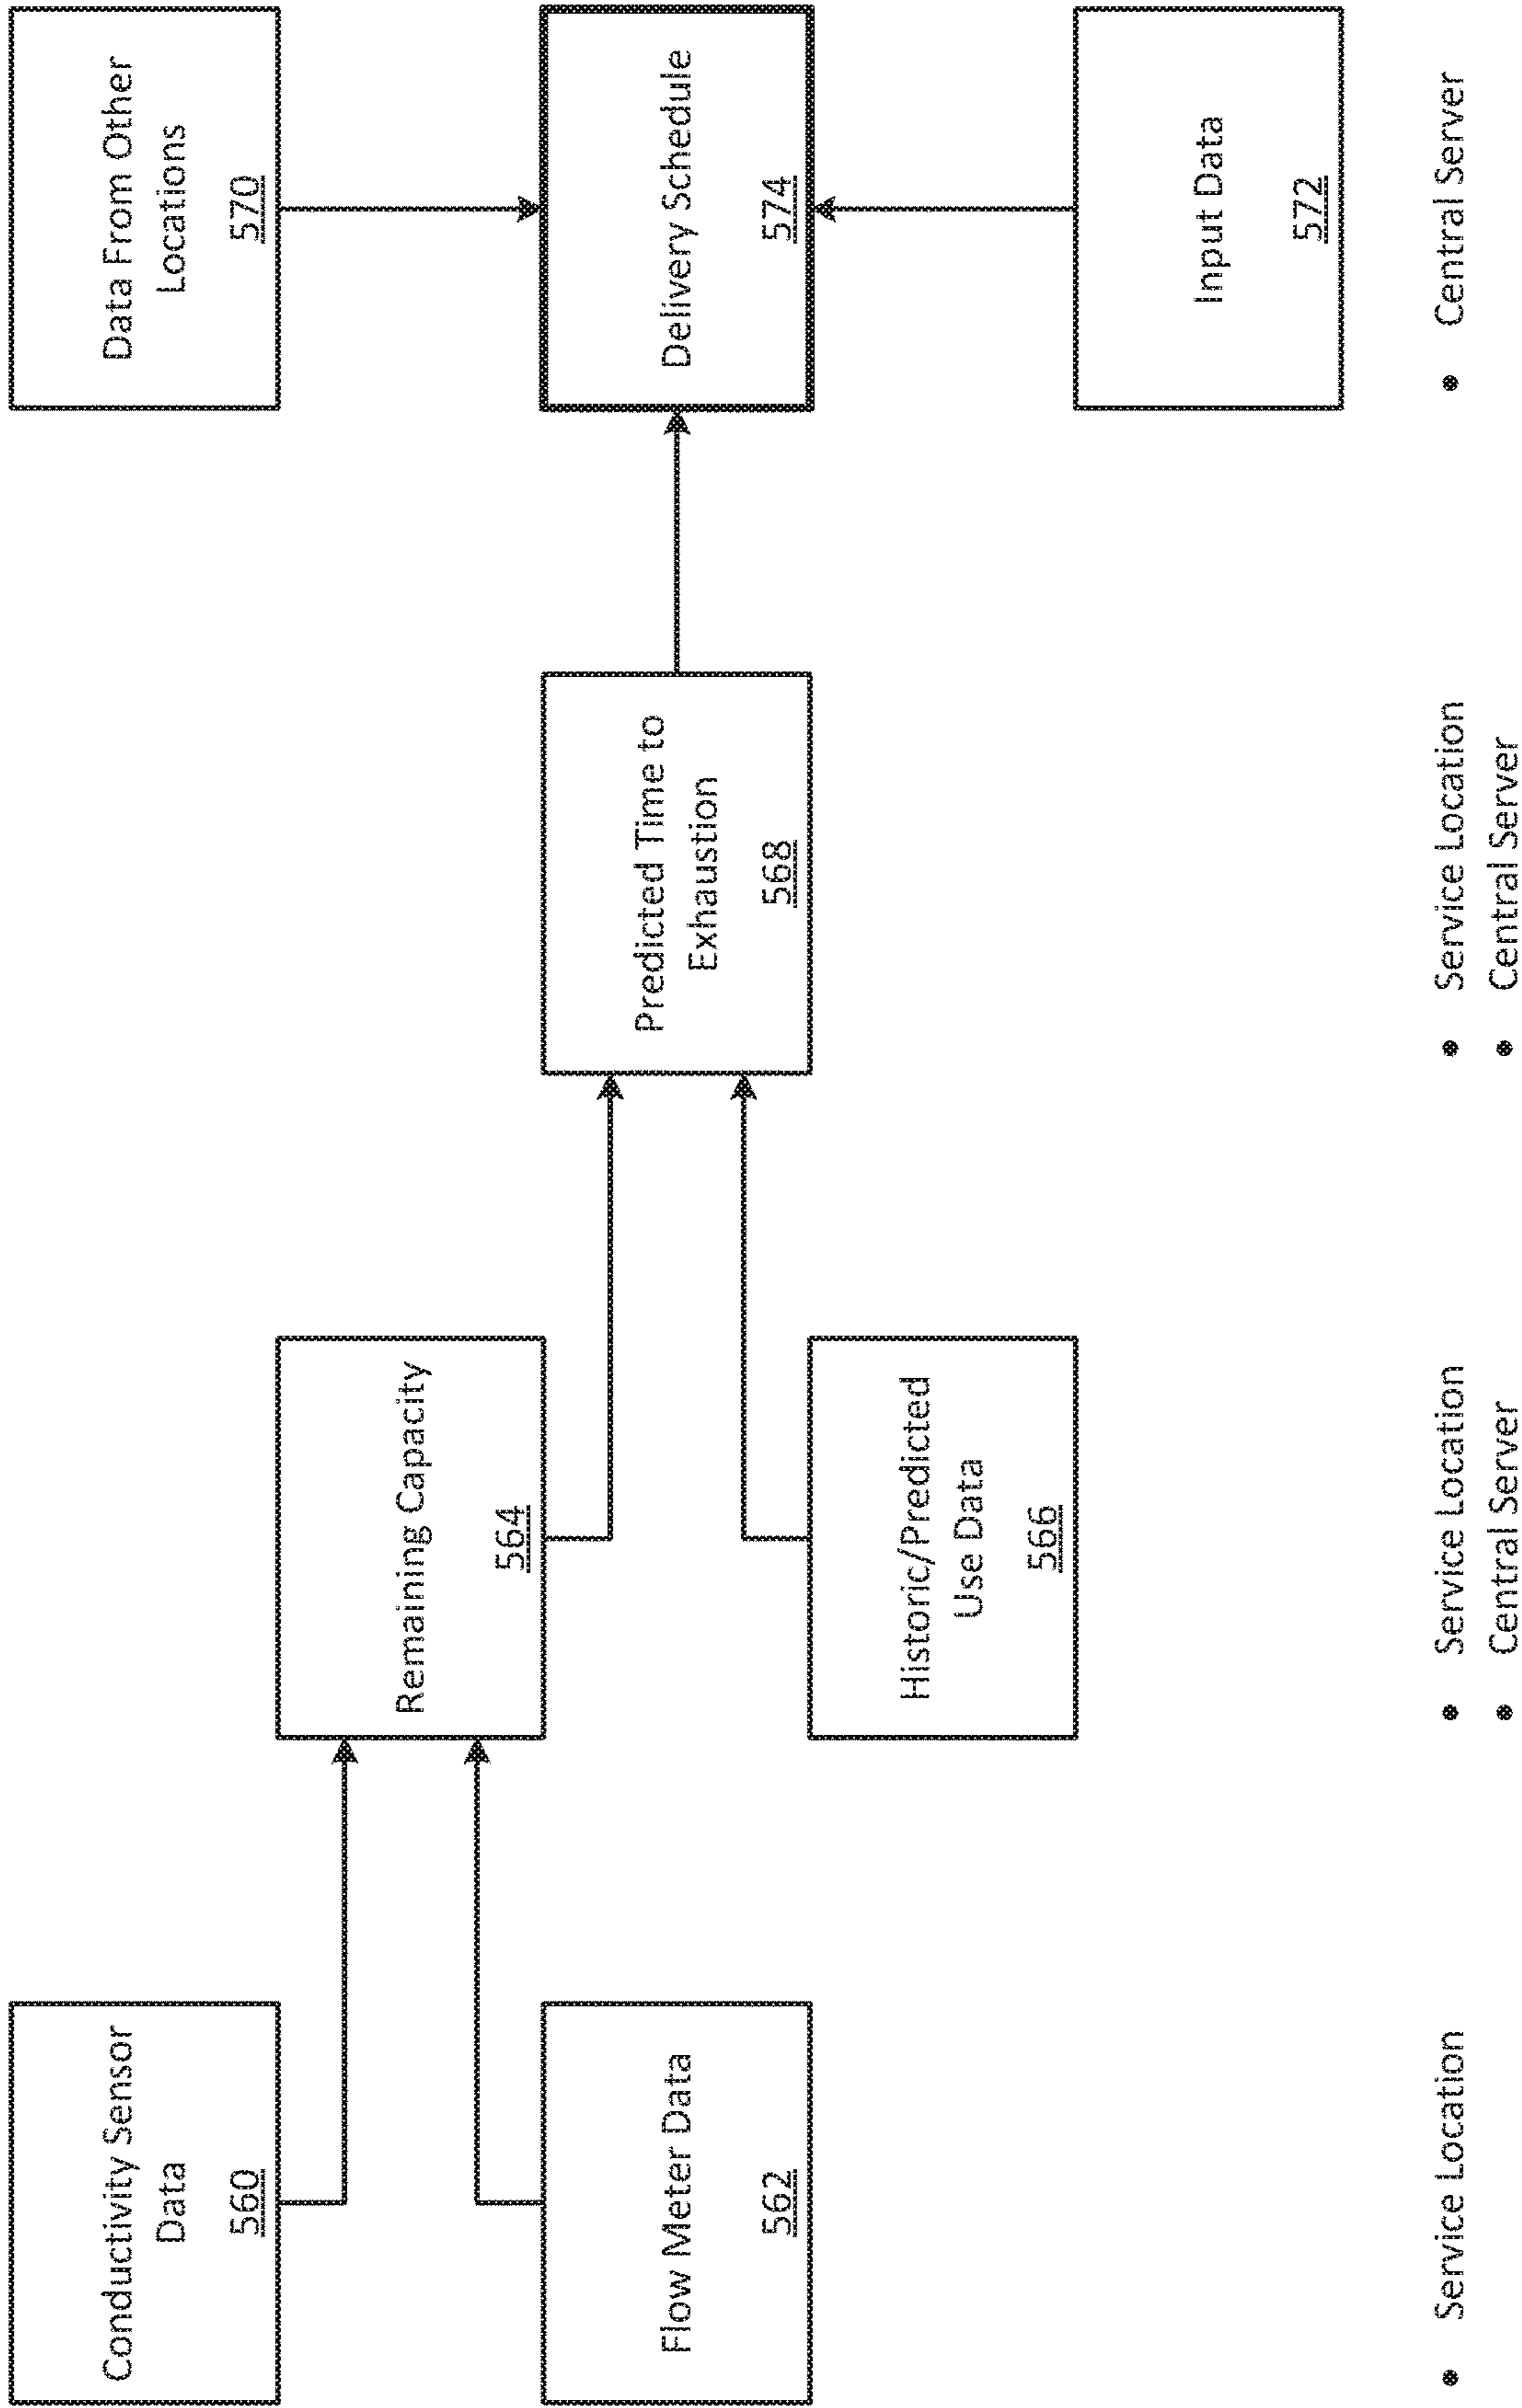 Conductivity Sensor
Data
560
Flow Meter Data
562
Remaining Capacity
564
Historic/Predicted
Use Data
566
Predicted Time to
Exhaustion
568
Data From Other
Locations
570
Delivery Schedule
574
Input Data
572
• Service Location
• Service Location
• Central Server
• Service Location
• Central Server
• Central Server